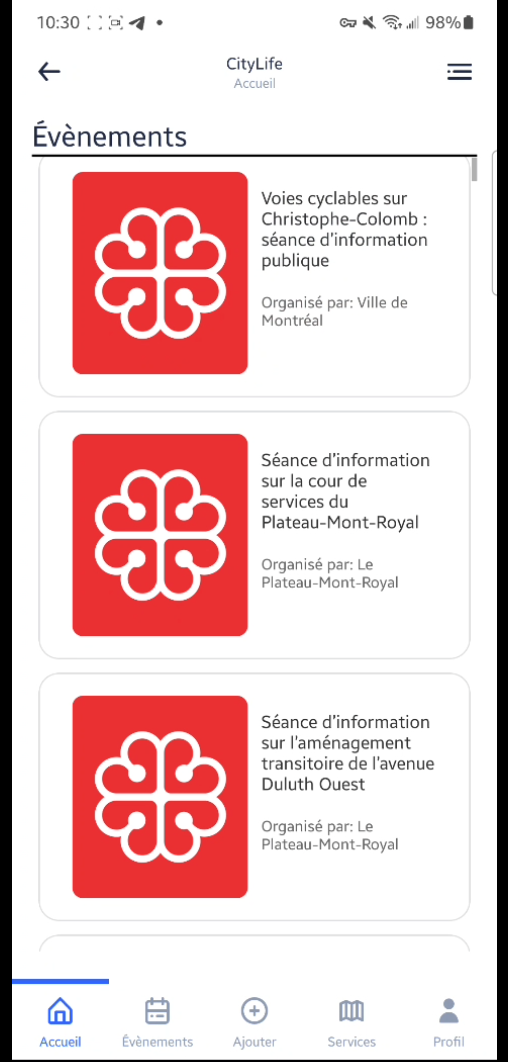 10:30
98%
CityLife
Accueil
Évènements
Voies cyclables sur
Christophe-Colomb :
séance d'information
publique
Organisé par: Ville de
Montréal
Séance d'information
sur la cour de
services du
Plateau-Mont-Royal
Organisé par: Le
Plateau-Mont-Royal
Séance d'information
sur l'aménagement
transitoire de l'avenue
Duluth Ouest
Organisé par: Le
Plateau-Mont-Royal
Accueil
Évènements
Ajouter
Services
Profil